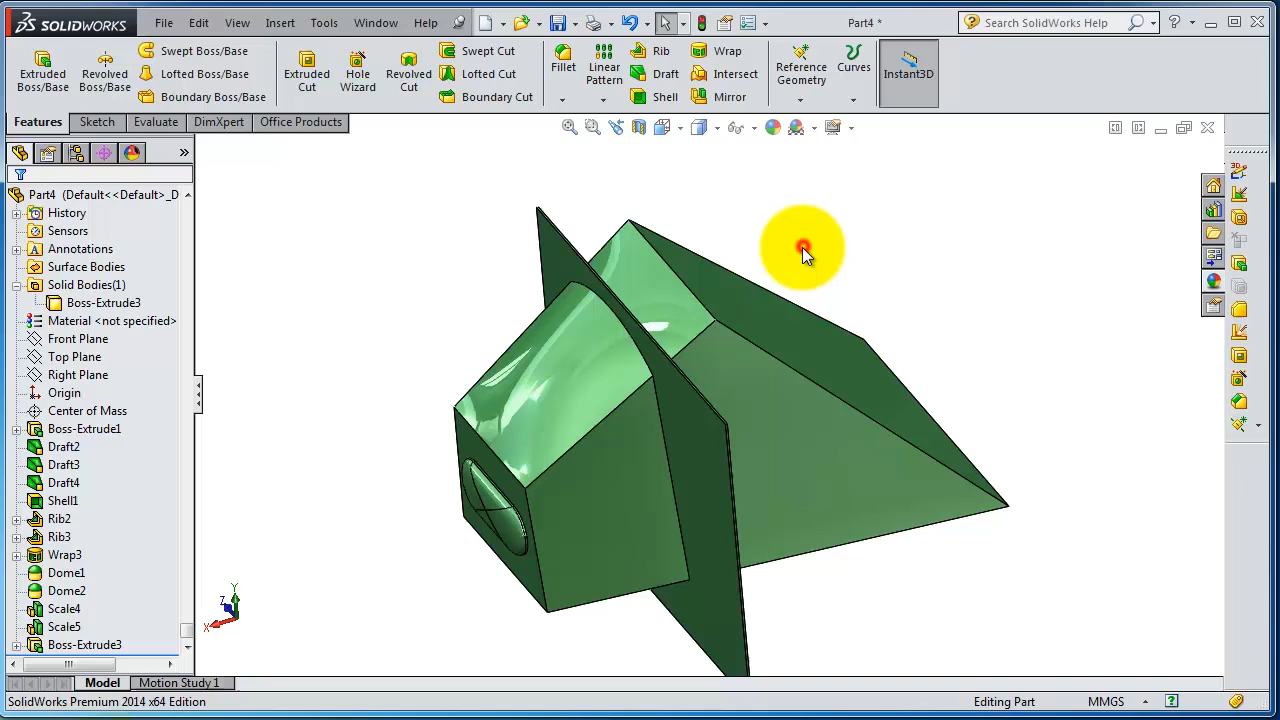 SOLIDWORKS File Edit View Insert Tools Window Help Part4 * Search SolidWorks Help
Extruded Boss/Base
Revolved Boss/Base
Swept Boss/Base
Lofted Boss/Base
Boundary Boss/Base
Extruded Cut
Hole Wizard
Revolved Cut
Swept Cut
Lofted Cut
Boundary Cut
Fillet
Linear Pattern
Rib
Draft
Shell
Wrap
Intersect
Mirror
Reference Geometry
Curves
Instant3D
Features Sketch Evaluate DimXpert Office Products
Part4 (Default<<Default>_D
History
Sensors
Annotations
Surface Bodies
Solid Bodies(1)
Boss-Extrude3
Material <not specified>
Front Plane
Top Plane
Right Plane
Origin
Center of Mass
Boss-Extrude1
Draft2
Draft3
Draft4
Shell1
Rib2
Rib3
Wrap3
Dome1
Dome2
Scale4
Scale5
Boss-Extrude3
Y
Z
X
Model Motion Study 1
SolidWorks Premium 2014 x64 Edition Editing Part MMGS